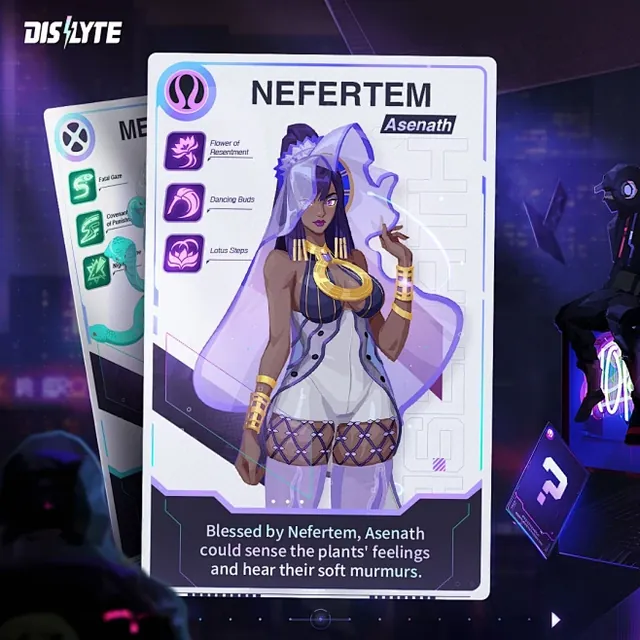 DISLYTE
NEFERTEM
Asenath
Flower of
Resentment
Dancing Buds
Lotus Steps
ME
Fatal Gaze
Covenant
Blessed by Nefertem, Asenath
could sense the plants' feelings
and hear their soft murmurs.